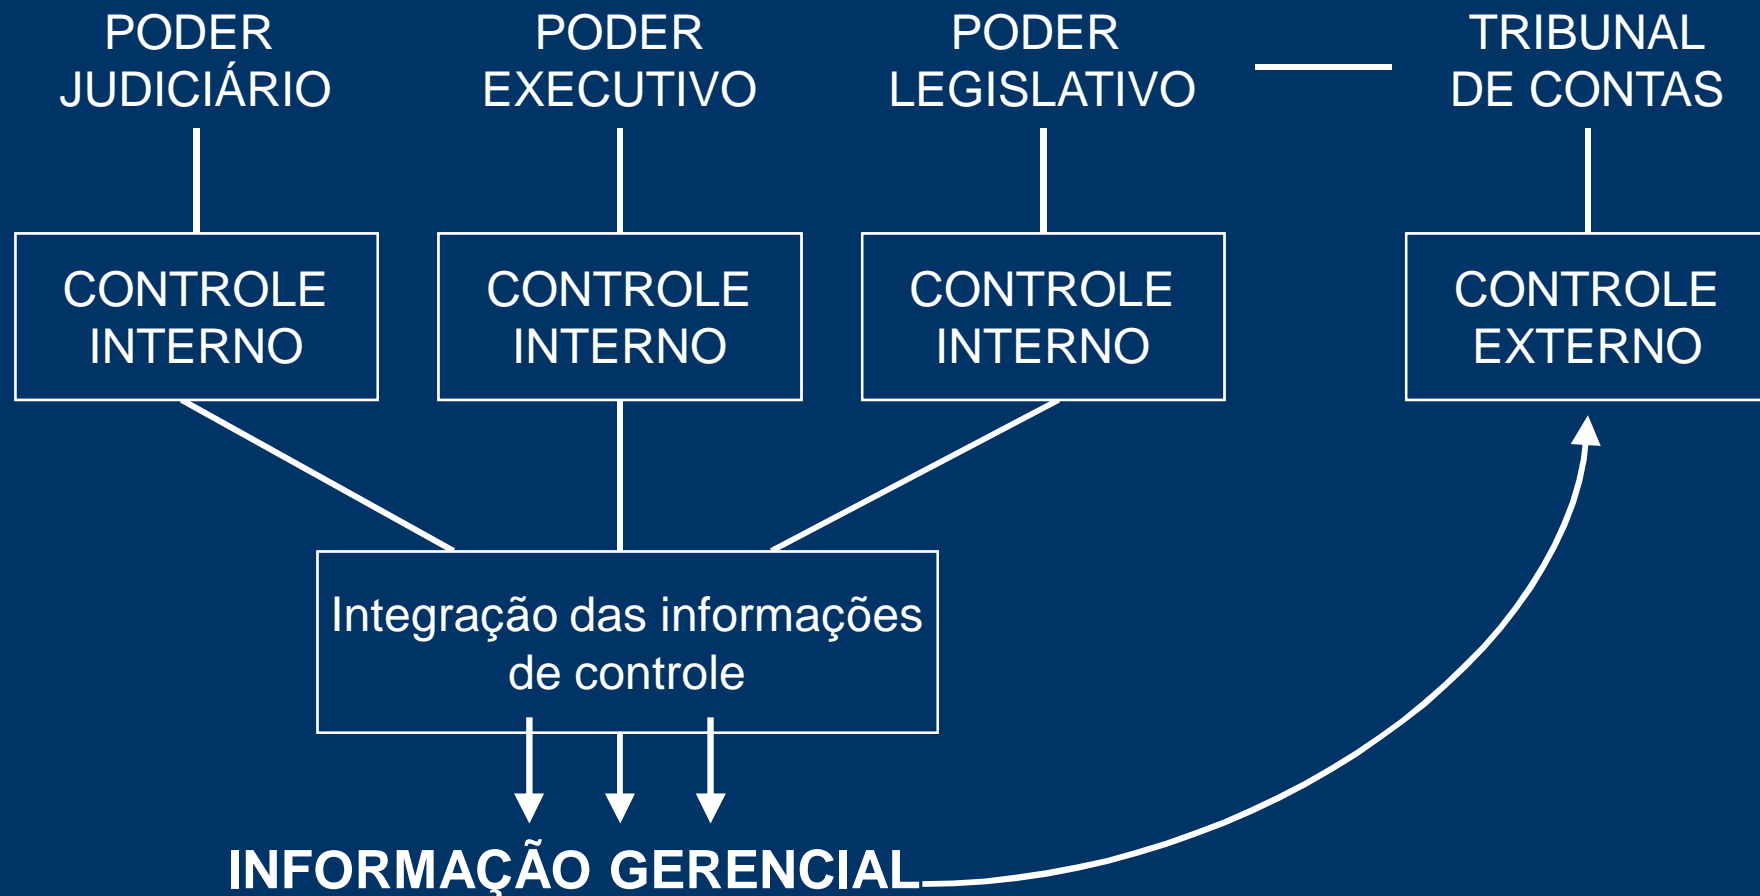 PODER
JUDICIÁRIO
PODER
EXECUTIVO
PODER
LEGISLATIVO
TRIBUNAL
DE CONTAS
CONTROLE
INTERNO
CONTROLE
INTERNO
CONTROLE
INTERNO
CONTROLE
EXTERNO
Integração das informações
de controle
INFORMAÇÃO GERENCIAL